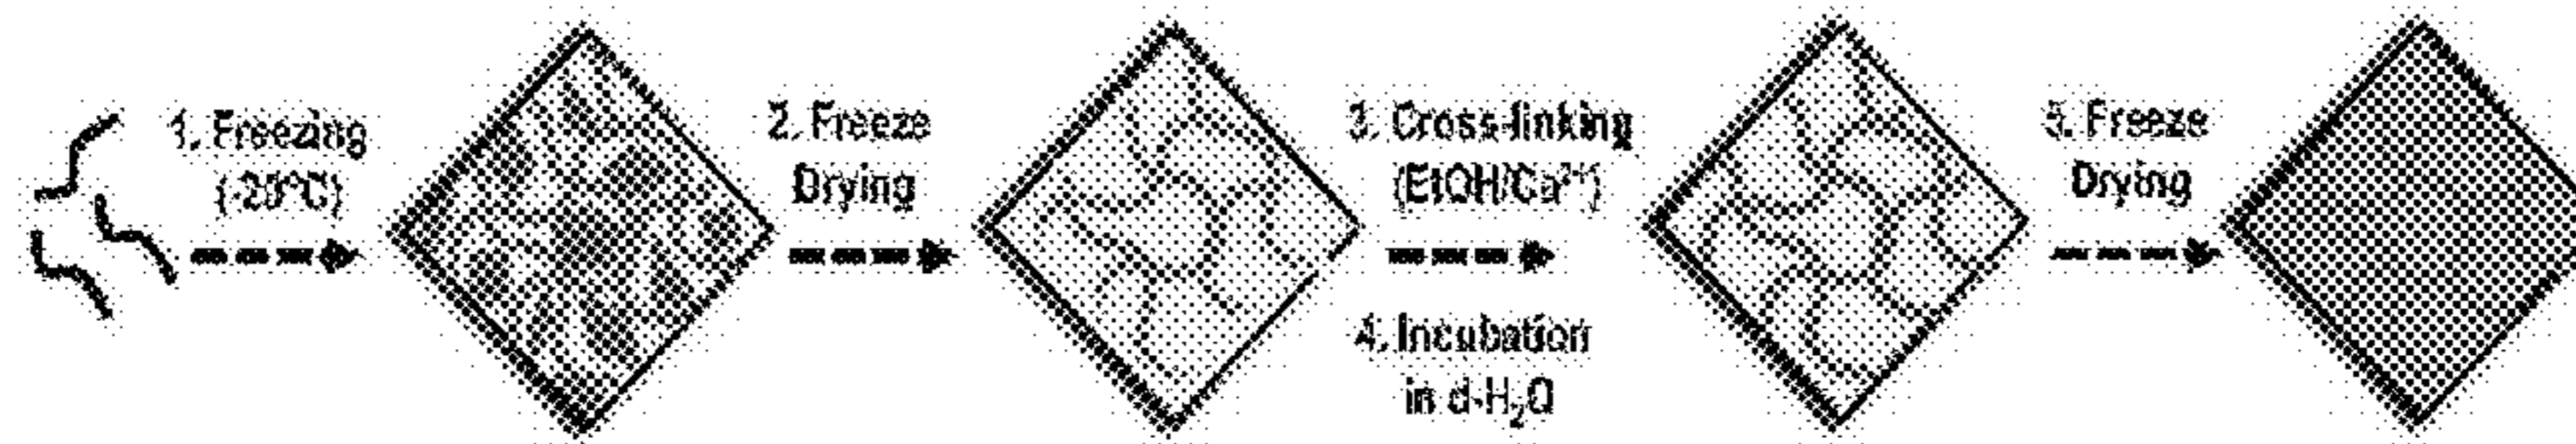 1. Freezing
(-20°C)
2. Freeze
Drying
3. Cross-linking
(EtOH/Ca²⁺)
4. Incubation
in d-H₂O
5. Freeze
Drying